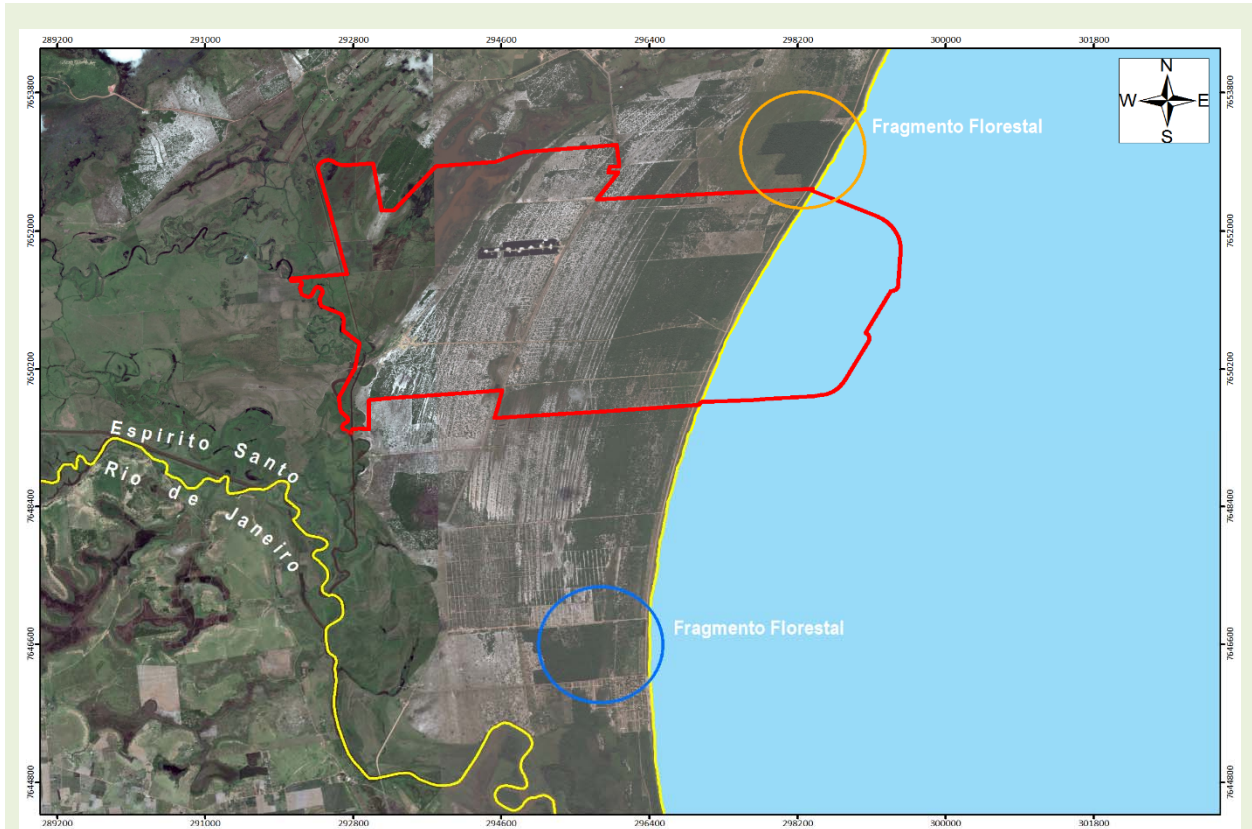 289200 291000 292800 294600 296400 298200 300000 301800
N
W E
S
7653800 7653800
Fragmento Florestal
7652000 7652000
7650200 7650200
Espirito Santo
Rio de Janeiro
7648400 7648400
Fragmento Florestal
7646600 7646600
7644800 7644800
289200 291000 292800 294600 296400 298200 300000 301800